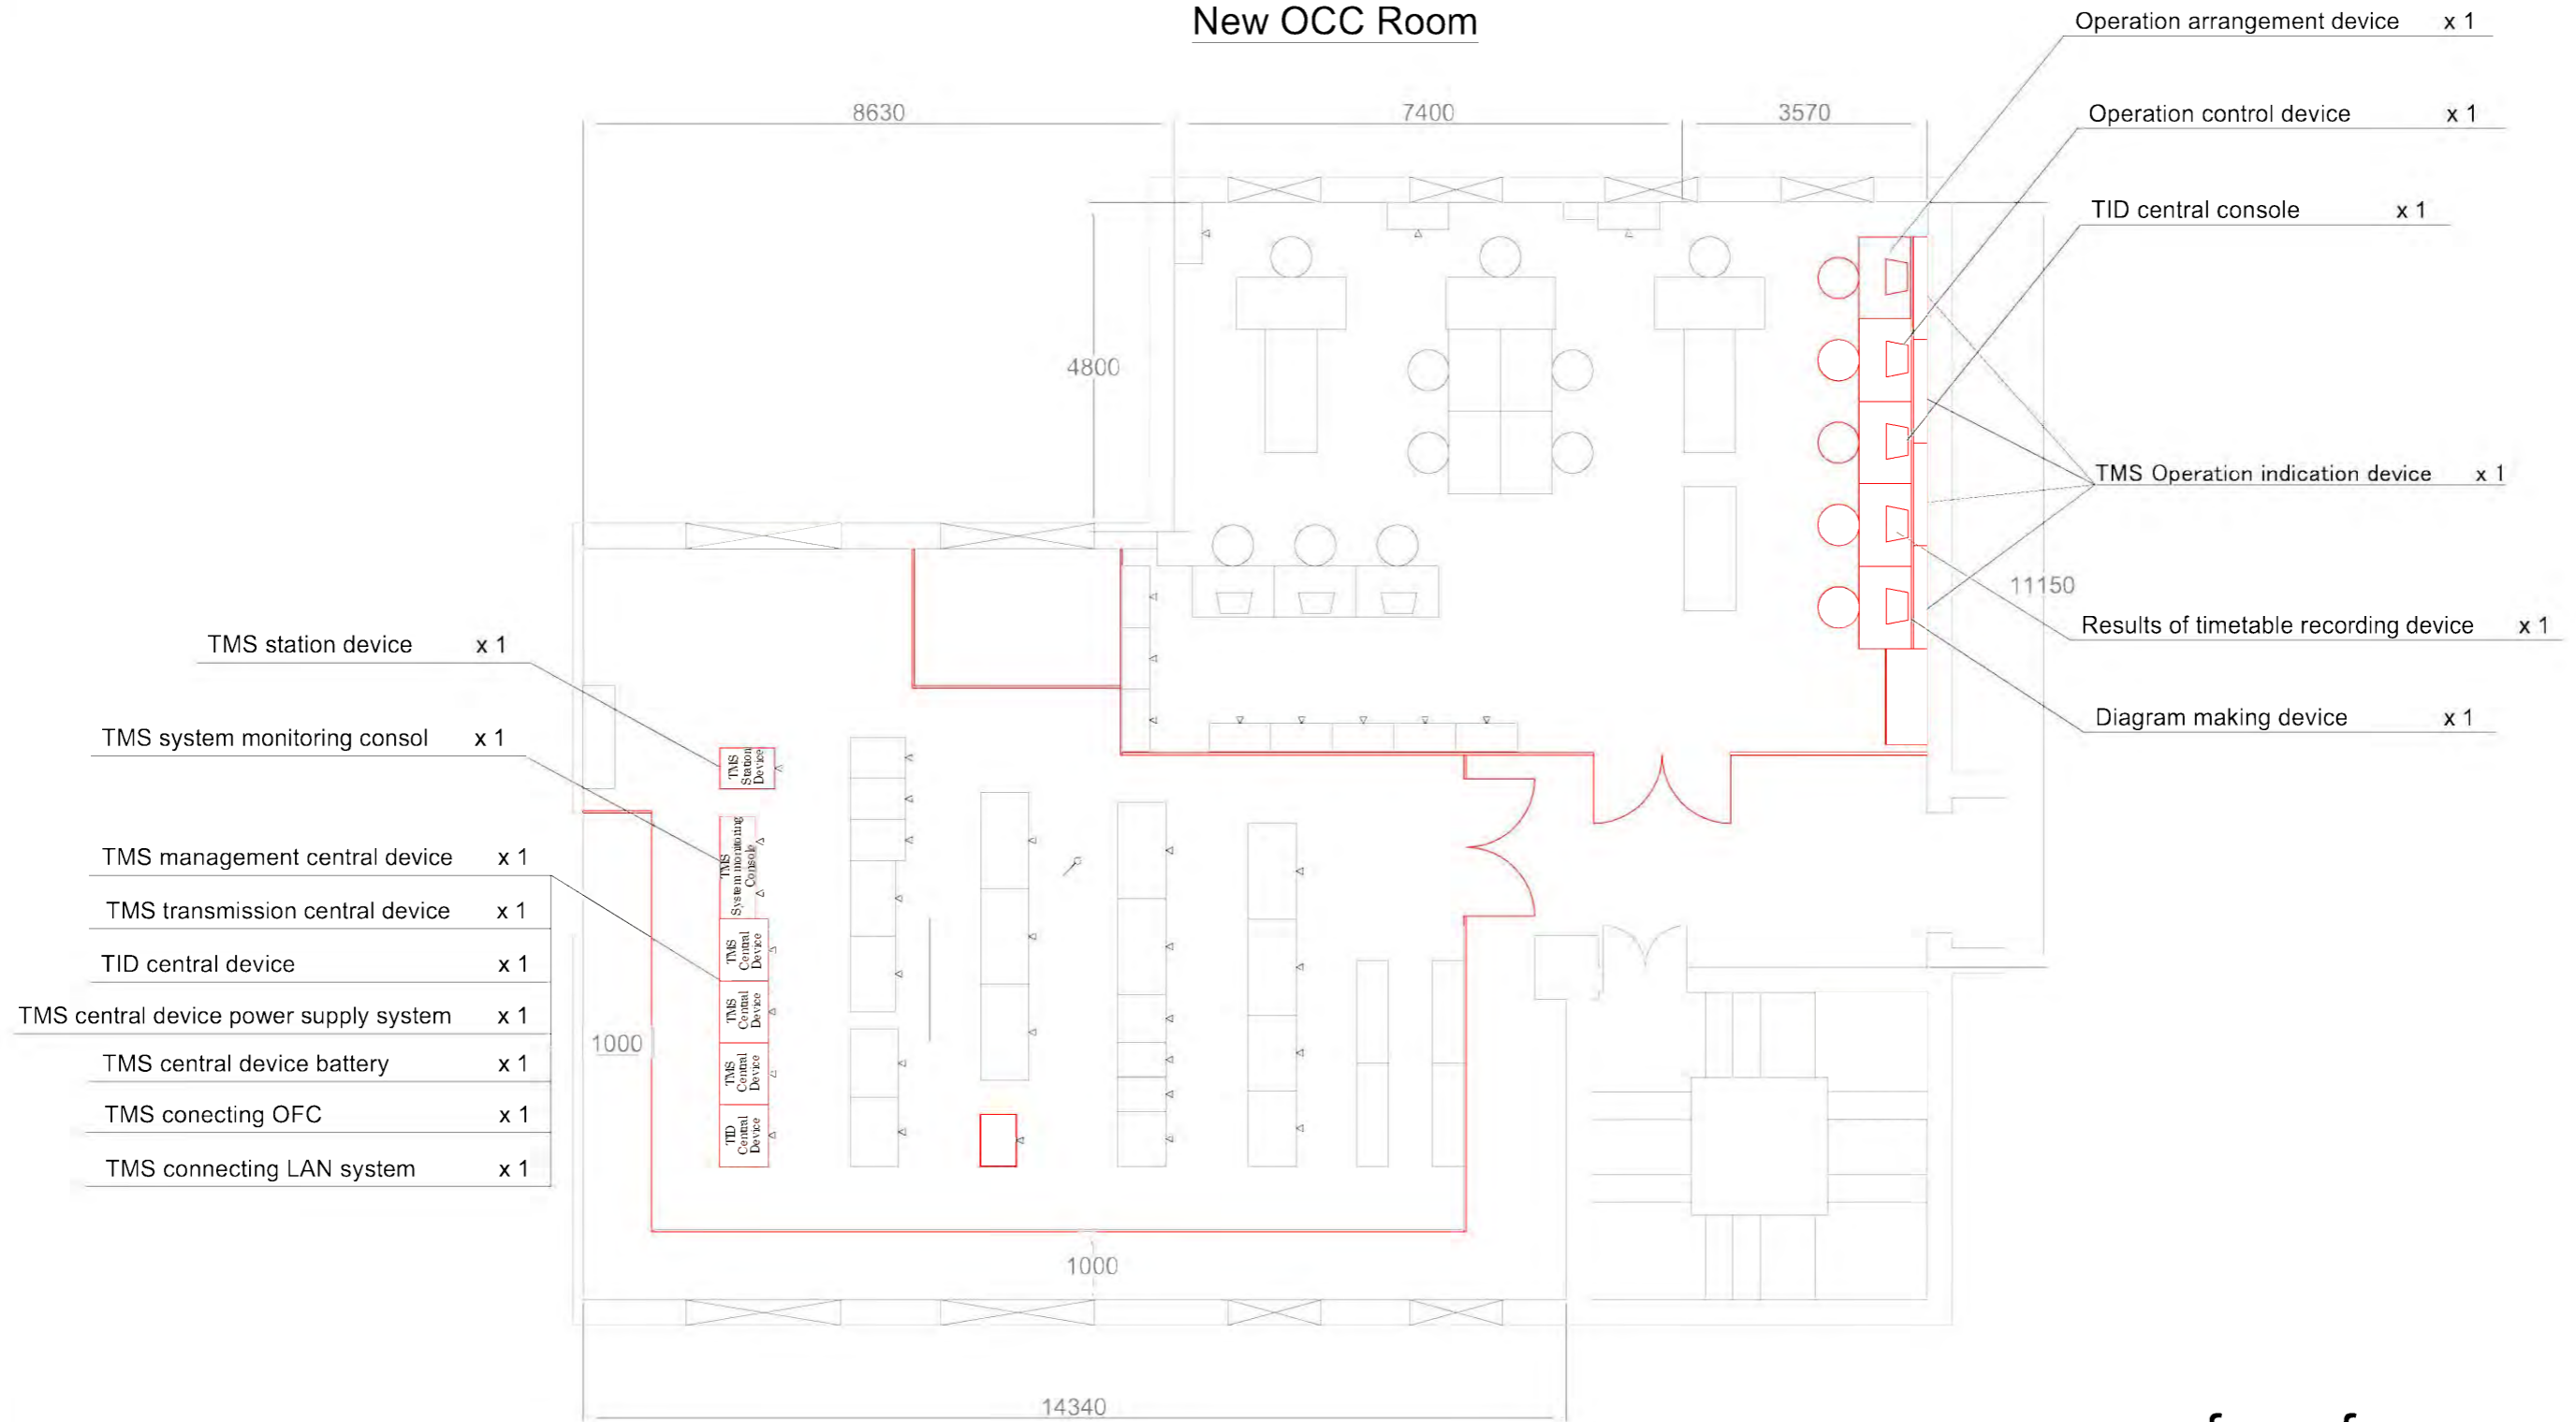 New OCC Room
Operation arrangement device x 1
8630
7400
3570
Operation control device x 1
TID central console x 1
4800
TMS Operation indication device x 1
11150
Results of timetable recording device x 1
TMS station device x 1
Diagram making device x 1
TMS system monitoring consol x 1
TMS
Station
Device
TMS
System monitoring
Console
TMS management central device x 1
TMS transmission central device x 1
TMS
Central
Device
TID central device x 1
TMS
Central
Device
TMS central device power supply system x 1
1000
TMS central device battery x 1
TMS
Central
Device
TMS conecting OFC x 1
TID
Central
Device
TMS connecting LAN system x 1
1000
14340